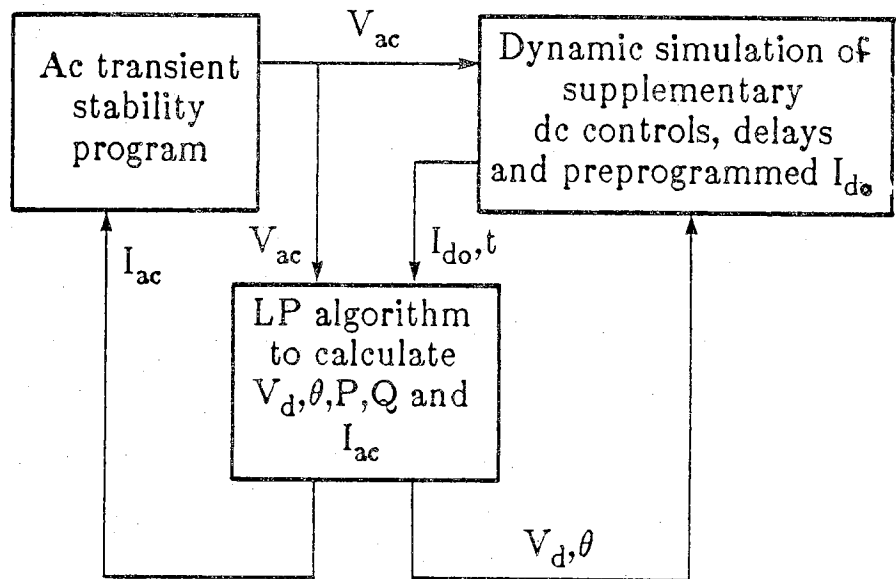 V_ac
Ac transient
stability
program
Dynamic simulation of
supplementary
dc controls, delays
and preprogrammed I_do
I_ac
V_ac
I_do,t
LP algorithm
to calculate
V_d,θ,P,Q and
I_ac
V_d,θ